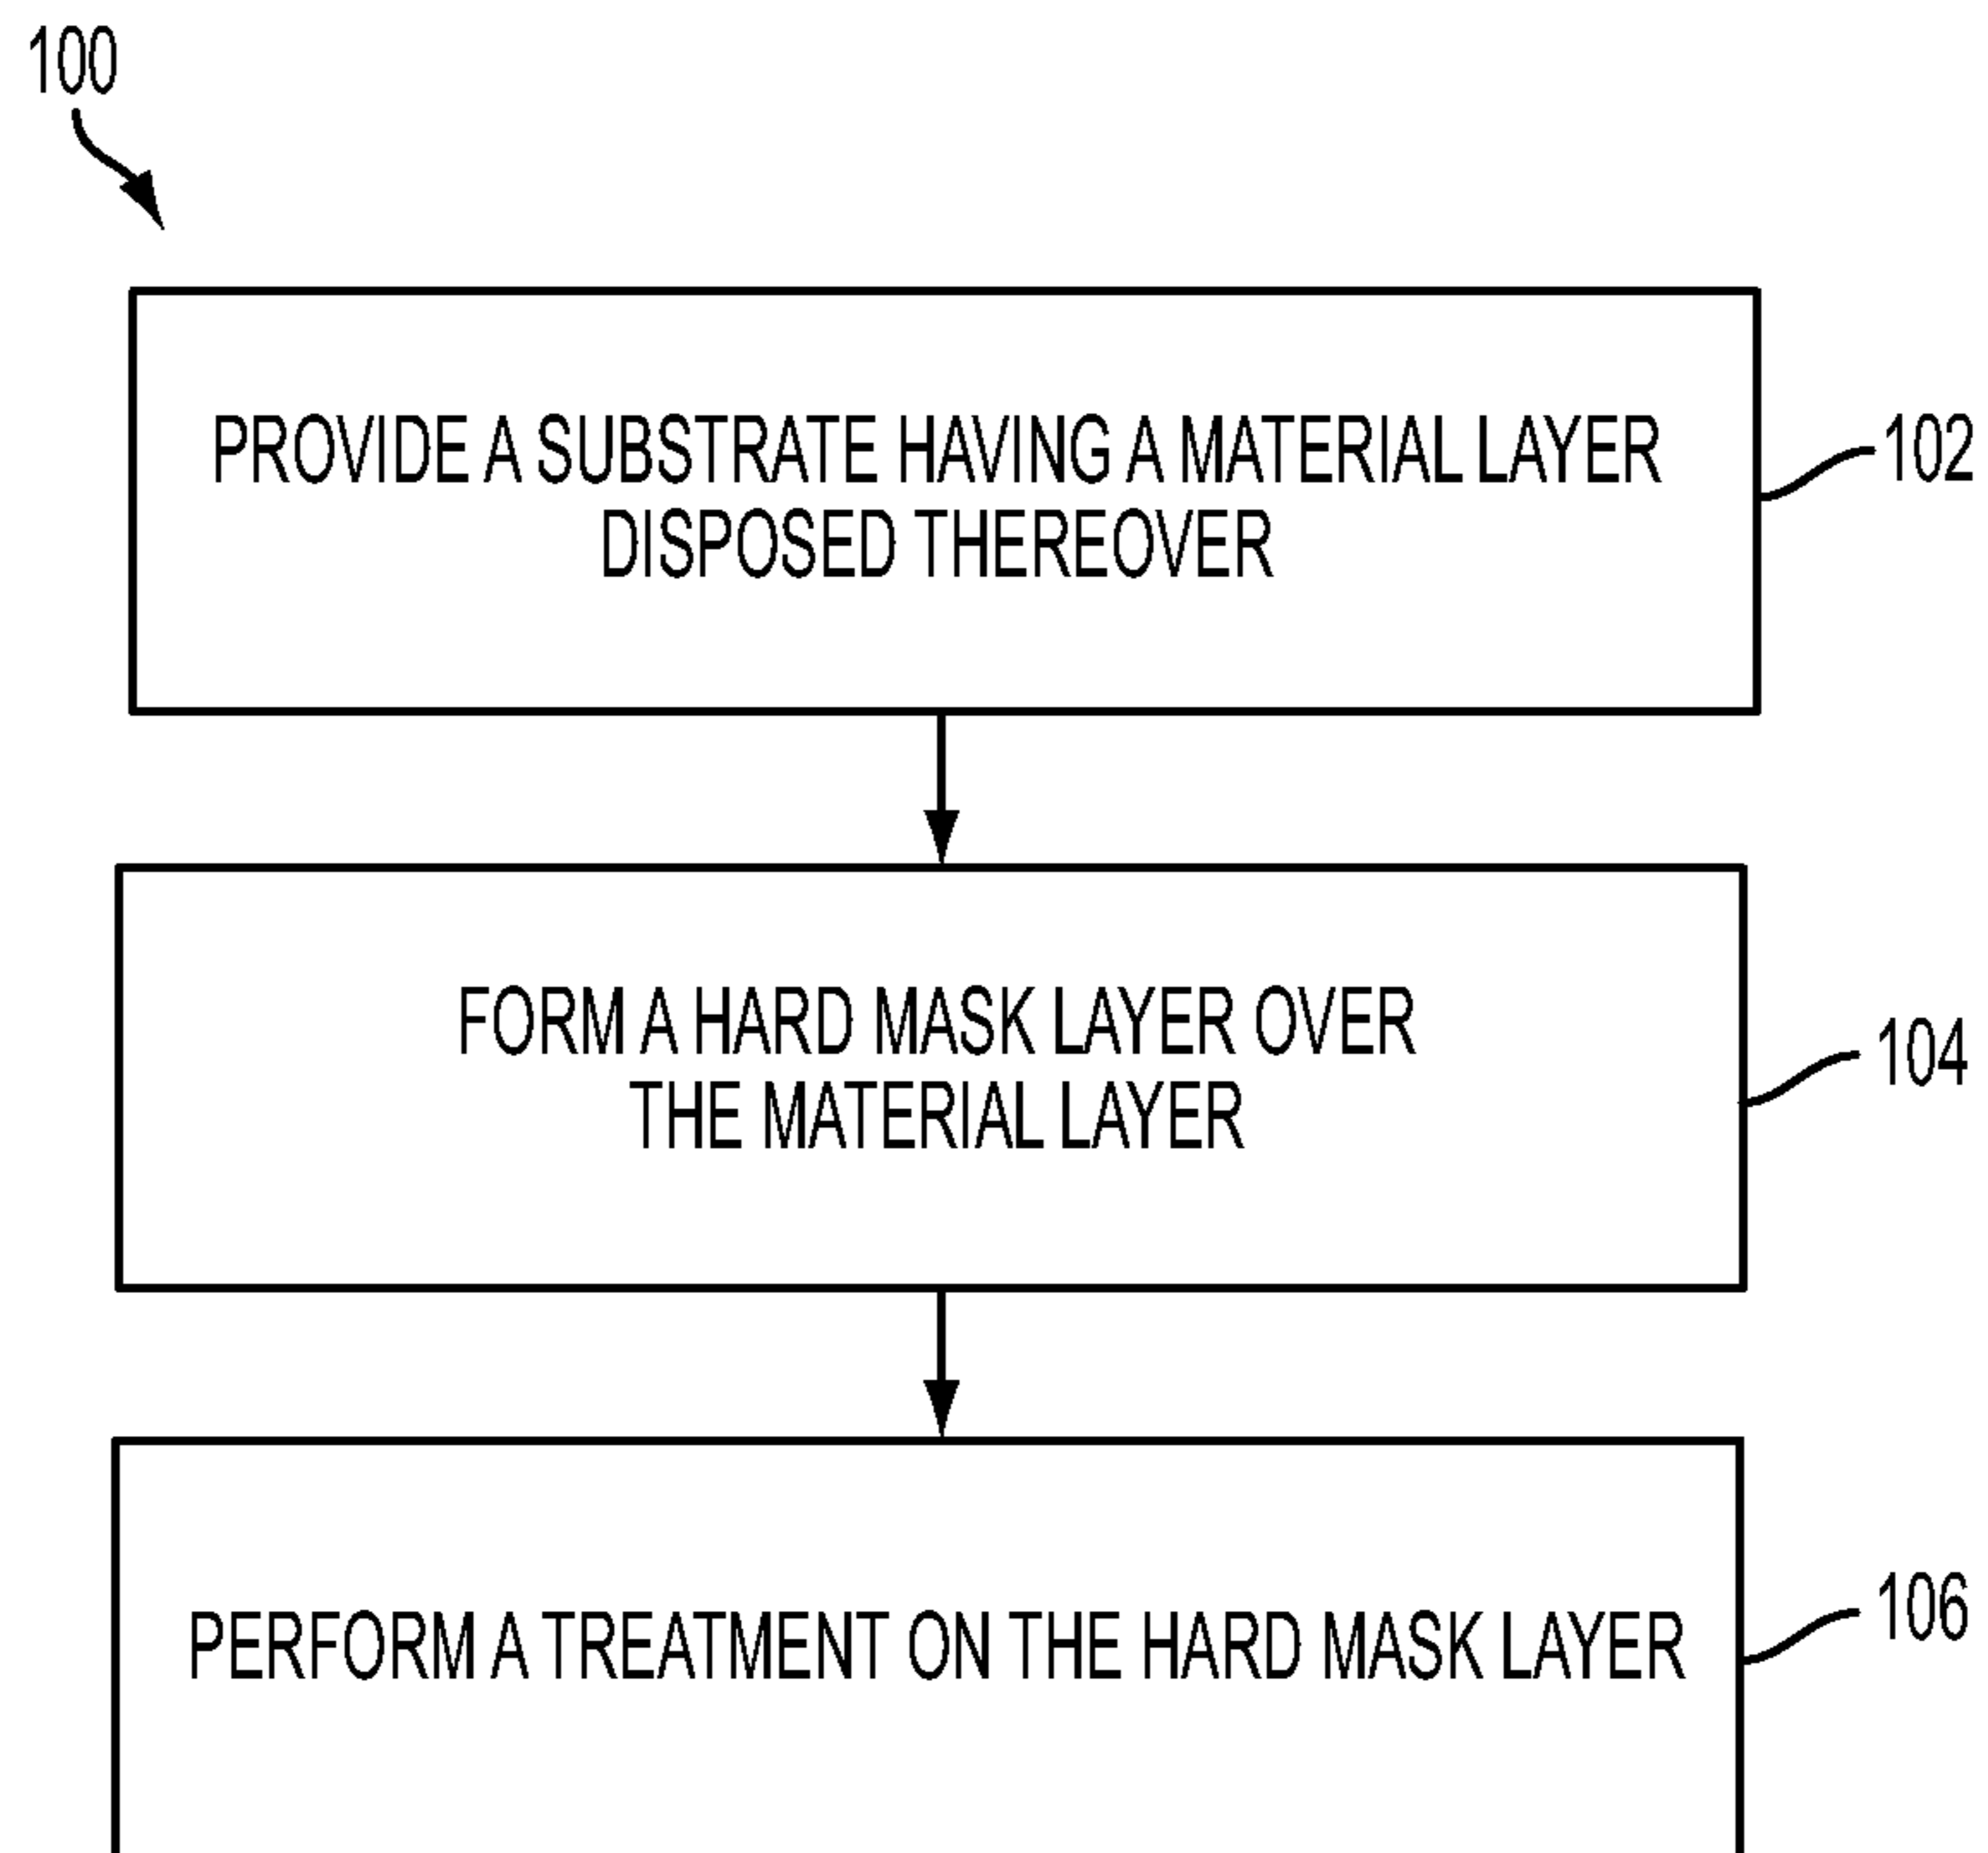 100
PROVIDE A SUBSTRATE HAVING A MATERIAL LAYER
DISPOSED THEREOVER
102
FORM A HARD MASK LAYER OVER
THE MATERIAL LAYER
104
PERFORM A TREATMENT ON THE HARD MASK LAYER
106